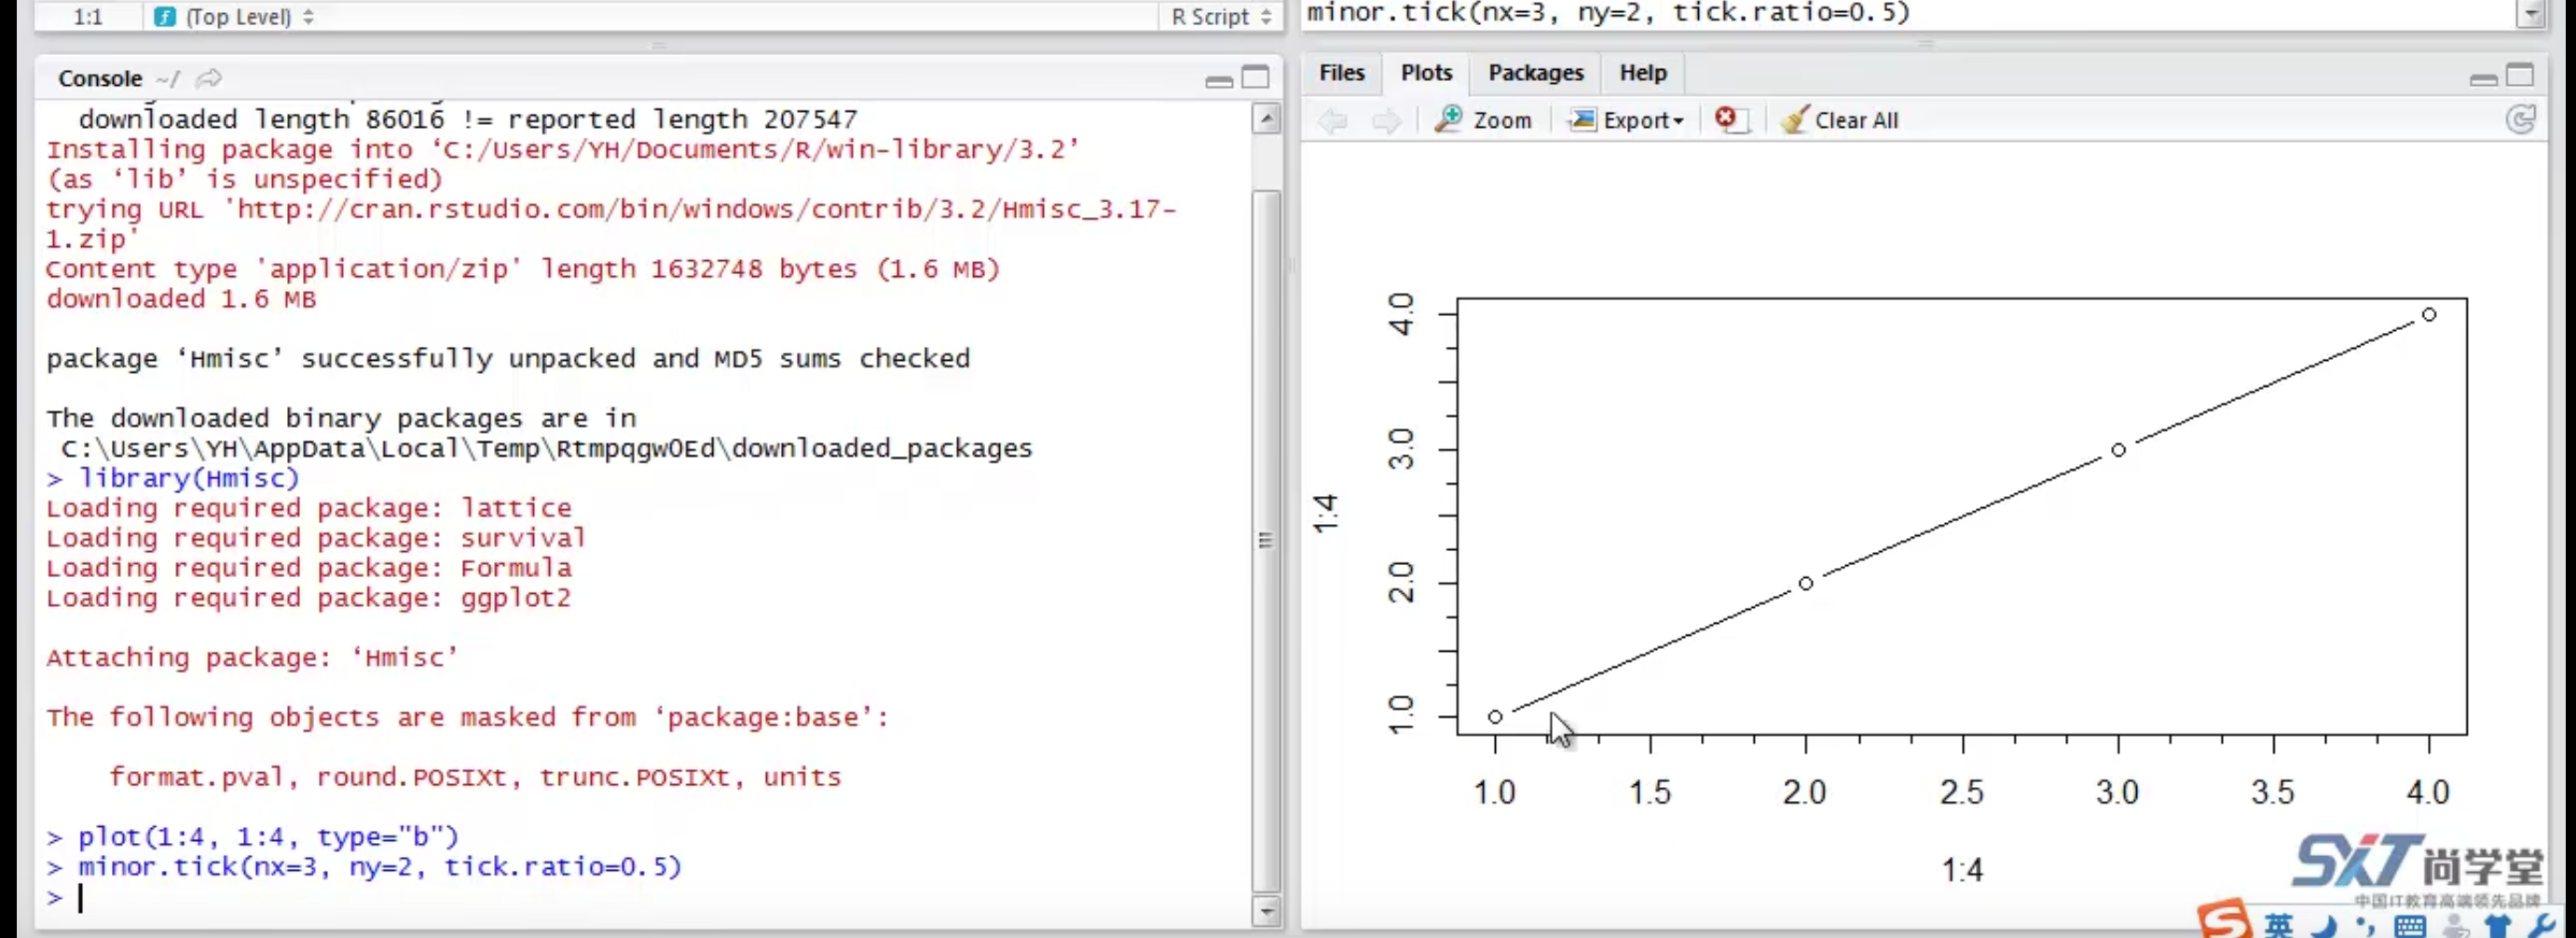 1:1
(Top Level)
R Script
minor.tick(nx=3, ny=2, tick.ratio=0.5)
Console ~/
downloaded length 86016 != reported length 207547
Installing package into ‘C:/Users/YH/Documents/R/win-library/3.2’
(as ‘lib’ is unspecified)
trying URL 'http://cran.rstudio.com/bin/windows/contrib/3.2/Hmisc_3.17-
1.zip'
Content type 'application/zip' length 1632748 bytes (1.6 MB)
downloaded 1.6 MB
package ‘Hmisc’ successfully unpacked and MD5 sums checked
The downloaded binary packages are in
C:\Users\YH\AppData\Local\Temp\RtmpqgwOEd\downloaded_packages
> library(Hmisc)
Loading required package: lattice
Loading required package: survival
Loading required package: Formula
Loading required package: ggplot2
Attaching package: ‘Hmisc’
The following objects are masked from ‘package:base’:
format.pval, round.POSIXt, trunc.POSIXt, units
> plot(1:4, 1:4, type="b")
> minor.tick(nx=3, ny=2, tick.ratio=0.5)
>
Files Plots Packages Help
Zoom Export Clear All
4.0
3.0
2.0
1.0
1:4
1.0 1.5 2.0 2.5 3.0 3.5 4.0
1:4
SXT 尚学堂
中国IT教育高端领先品牌
英